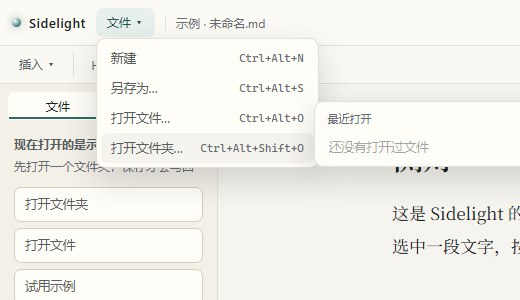 Sidelight 文件 示例 · 未命名.md
插入
新建 Ctrl+Alt+N
另存为... Ctrl+Alt+S
打开文件... Ctrl+Alt+O
打开文件夹... Ctrl+Alt+Shift+O
最近打开
还没有打开过文件
文件
现在打开的是示
先打开一个文件夹，
打开文件夹
打开文件
试用示例
这是 Sidelight 的
选中一段文字，